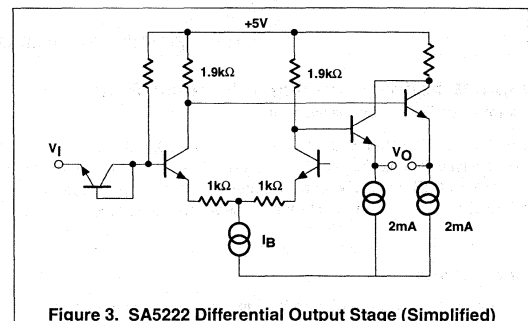 +5V
1.9kΩ
1.9kΩ
VI
VO
1kΩ
1kΩ
IB
2mA
2mA
Figure 3. SA5222 Differential Output Stage (Simplified)